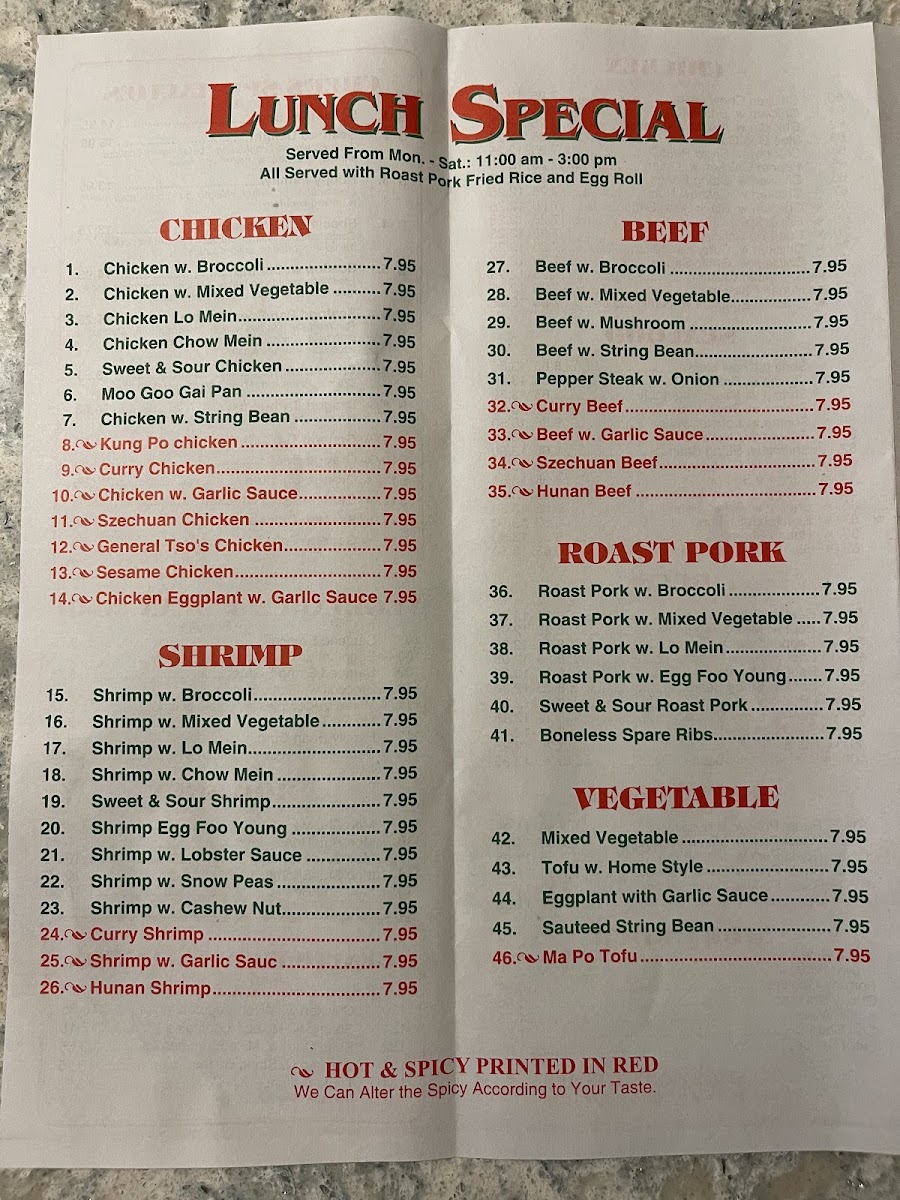 LUNCH SPECIAL
Served From Mon. - Sat.: 11:00 am - 3:00 pm
All Served with Roast Pork Fried Rice and Egg Roll
CHICKEN
1. Chicken w. Broccoli ........................ 7.95
2. Chicken w. Mixed Vegetable .......... 7.95
3. Chicken Lo Mein.............................. 7.95
4. Chicken Chow Mein ........................ 7.95
5. Sweet & Sour Chicken .................... 7.95
6. Moo Goo Gai Pan ............................ 7.95
7. Chicken w. String Bean ................... 7.95
8. Kung Po chicken ............................. 7.95
9. Curry Chicken.................................. 7.95
10. Chicken w. Garlic Sauce................. 7.95
11. Szechuan Chicken .......................... 7.95
12. General Tso's Chicken.................... 7.95
13. Sesame Chicken.............................. 7.95
14. Chicken Eggplant w. Garlic Sauce 7.95
SHRIMP
15. Shrimp w. Broccoli.......................... 7.95
16. Shrimp w. Mixed Vegetable............ 7.95
17. Shrimp w. Lo Mein........................... 7.95
18. Shrimp w. Chow Mein ..................... 7.95
19. Sweet & Sour Shrimp...................... 7.95
20. Shrimp Egg Foo Young .................. 7.95
21. Shrimp w. Lobster Sauce ............... 7.95
22. Shrimp w. Snow Peas ..................... 7.95
23. Shrimp w. Cashew Nut.................... 7.95
24. Curry Shrimp ................................... 7.95
25. Shrimp w. Garlic Sauc .................... 7.95
26. Hunan Shrimp.................................. 7.95
BEEF
27. Beef w. Broccoli ............................. 7.95
28. Beef w. Mixed Vegetable................. 7.95
29. Beef w. Mushroom ......................... 7.95
30. Beef w. String Bean........................ 7.95
31. Pepper Steak w. Onion ................... 7.95
32. Curry Beef....................................... 7.95
33. Beef w. Garlic Sauce....................... 7.95
34. Szechuan Beef................................ 7.95
35. Hunan Beef ..................................... 7.95
ROAST PORK
36. Roast Pork w. Broccoli ................... 7.95
37. Roast Pork w. Mixed Vegetable ..... 7.95
38. Roast Pork w. Lo Mein.................... 7.95
39. Roast Pork w. Egg Foo Young....... 7.95
40. Sweet & Sour Roast Pork ............... 7.95
41. Boneless Spare Ribs....................... 7.95
VEGETABLE
42. Mixed Vegetable .............................. 7.95
43. Tofu w. Home Style ......................... 7.95
44. Eggplant with Garlic Sauce............ 7.95
45. Sauteed String Bean ....................... 7.95
46. Ma Po Tofu....................................... 7.95
HOT & SPICY PRINTED IN RED
We Can Alter the Spicy According to Your Taste.